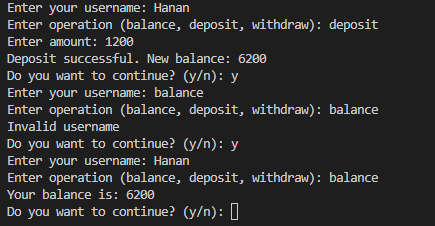 Enter your username: Hanan
Enter operation (balance, deposit, withdraw): deposit
Enter amount: 1200
Deposit successful. New balance: 6200
Do you want to continue? (y/n): y
Enter your username: balance
Enter operation (balance, deposit, withdraw): balance
Invalid username
Do you want to continue? (y/n): y
Enter your username: Hanan
Enter operation (balance, deposit, withdraw): balance
Your balance is: 6200
Do you want to continue? (y/n):